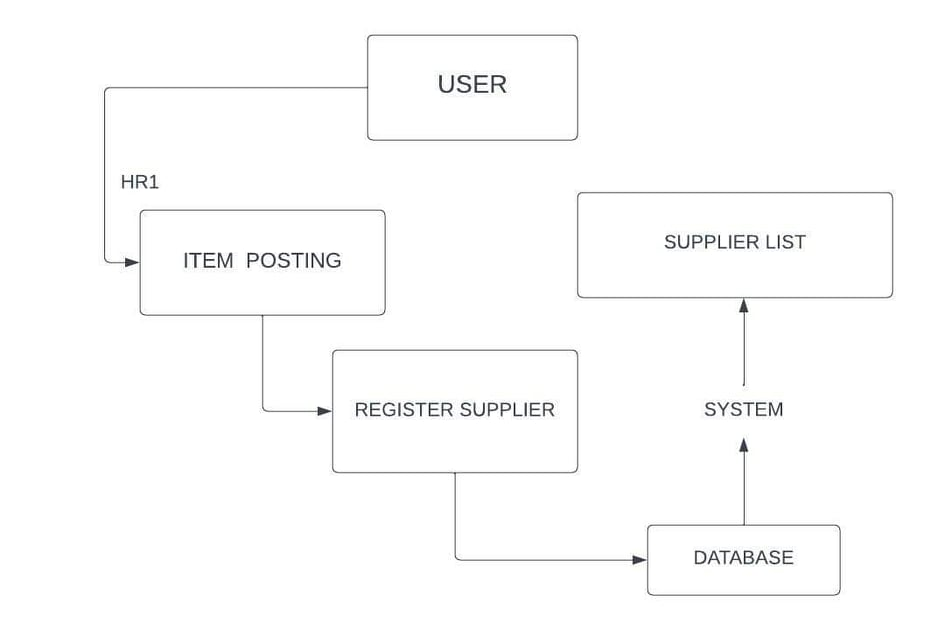 USER
HR1
ITEM POSTING
SUPPLIER LIST
REGISTER SUPPLIER
SYSTEM
DATABASE